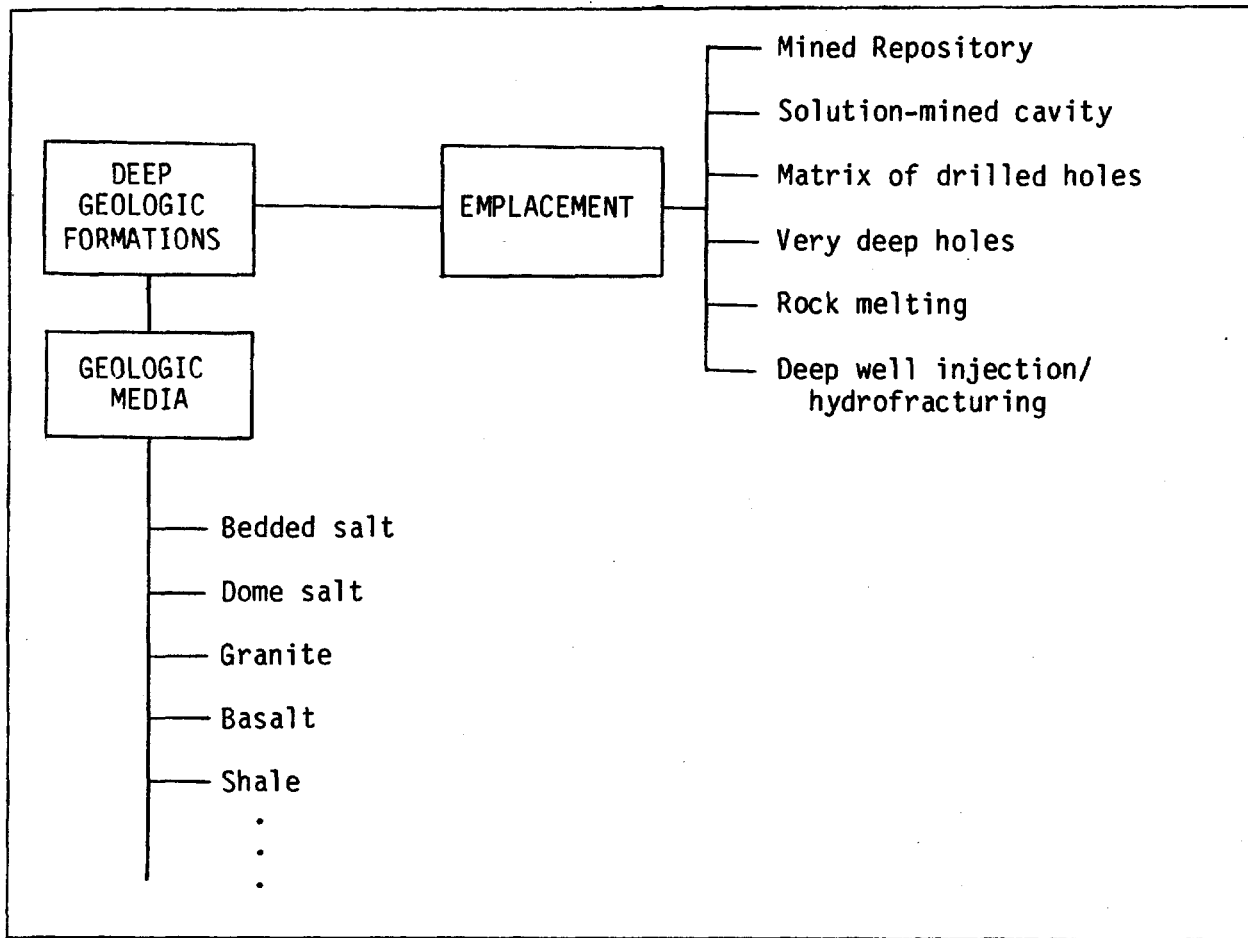 DEEP
GEOLOGIC
FORMATIONS
EMPLACEMENT
Mined Repository
Solution-mined cavity
Matrix of drilled holes
Very deep holes
Rock melting
Deep well injection/
hydrofracturing
GEOLOGIC
MEDIA
Bedded salt
Dome salt
Granite
Basalt
Shale
.
.
.